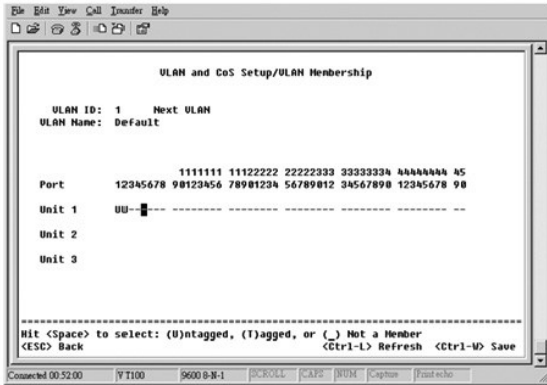 File Edit View Call Transfer Help
VLAN and CoS Setup/VLAN Membership
VLAN ID: 1 Next VLAN
VLAN Name: Default
1111111 11122222 22222333 33333334 44444444 45
Port 12345678 90123456 78901234 56789012 34567890 12345678 90
Unit 1 UU------ -------- -------- -------- -------- -------- --
Unit 2
Unit 3
Hit <Space> to select: (U)ntagged, (T)agged, or (_) Not a Member
<ESC> Back <Ctrl-L> Refresh <Ctrl-W> Save
Connected 00:52:00 VT100 9600 8-N-1 SCROLL CAPS NUM Capture Print echo